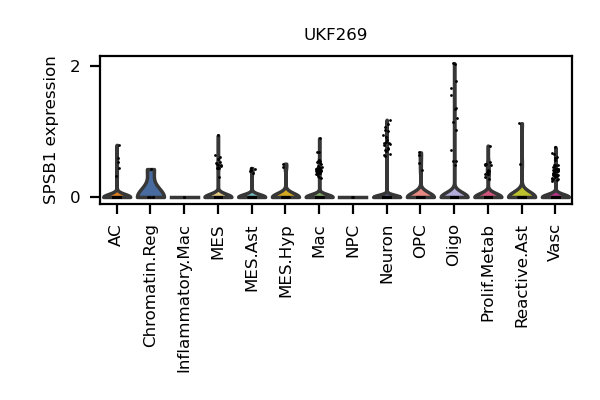 UKF269
SPSB1 expression
2
0
AC
Chromatin.Reg
Inflammatory.Mac
MES
MES.Ast
MES.Hyp
Mac
NPC
Neuron
OPC
Oligo
Prolif.Metab
Reactive.Ast
Vasc